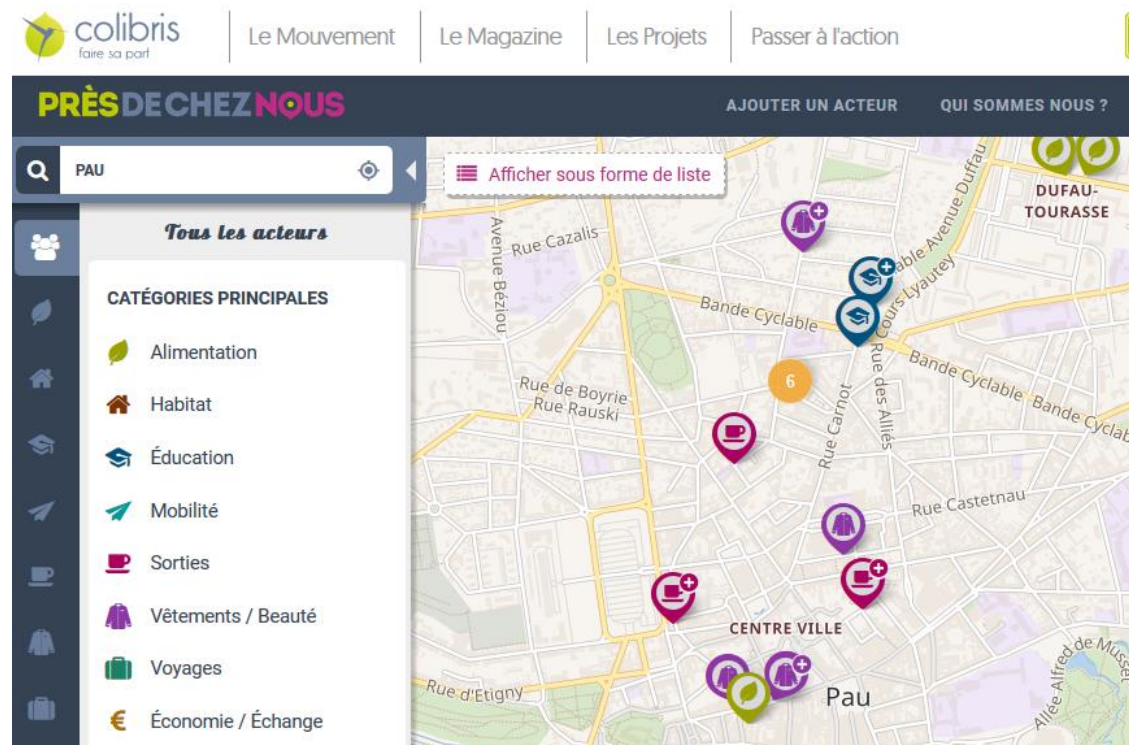 colibris
faire sa part
Le Mouvement
Le Magazine
Les Projets
Passer à l'action
PRÈSDECHEZNOUS
AJOUTER UN ACTEUR
QUI SOMMES NOUS ?
PAU
Afficher sous forme de liste
Tous les acteurs
CATÉGORIES PRINCIPALES
Alimentation
Habitat
Éducation
Mobilité
Sorties
Vêtements / Beauté
Voyages
€ Économie / Échange
DUFAU-
TOURASSE
Avenue Dufau
Rue Cazalis
Avenue Béziou
Cours Lyautey
Bande Cyclable
Bande Cyclable
Bande Cyclab
6
Rue de Boyrie
Rue Rauski
Rue Carnot
Rue des Alliés
Rue Castetnau
CENTRE VILLE
Rue d'Etigny
Pau
Allée Alfred de Musset